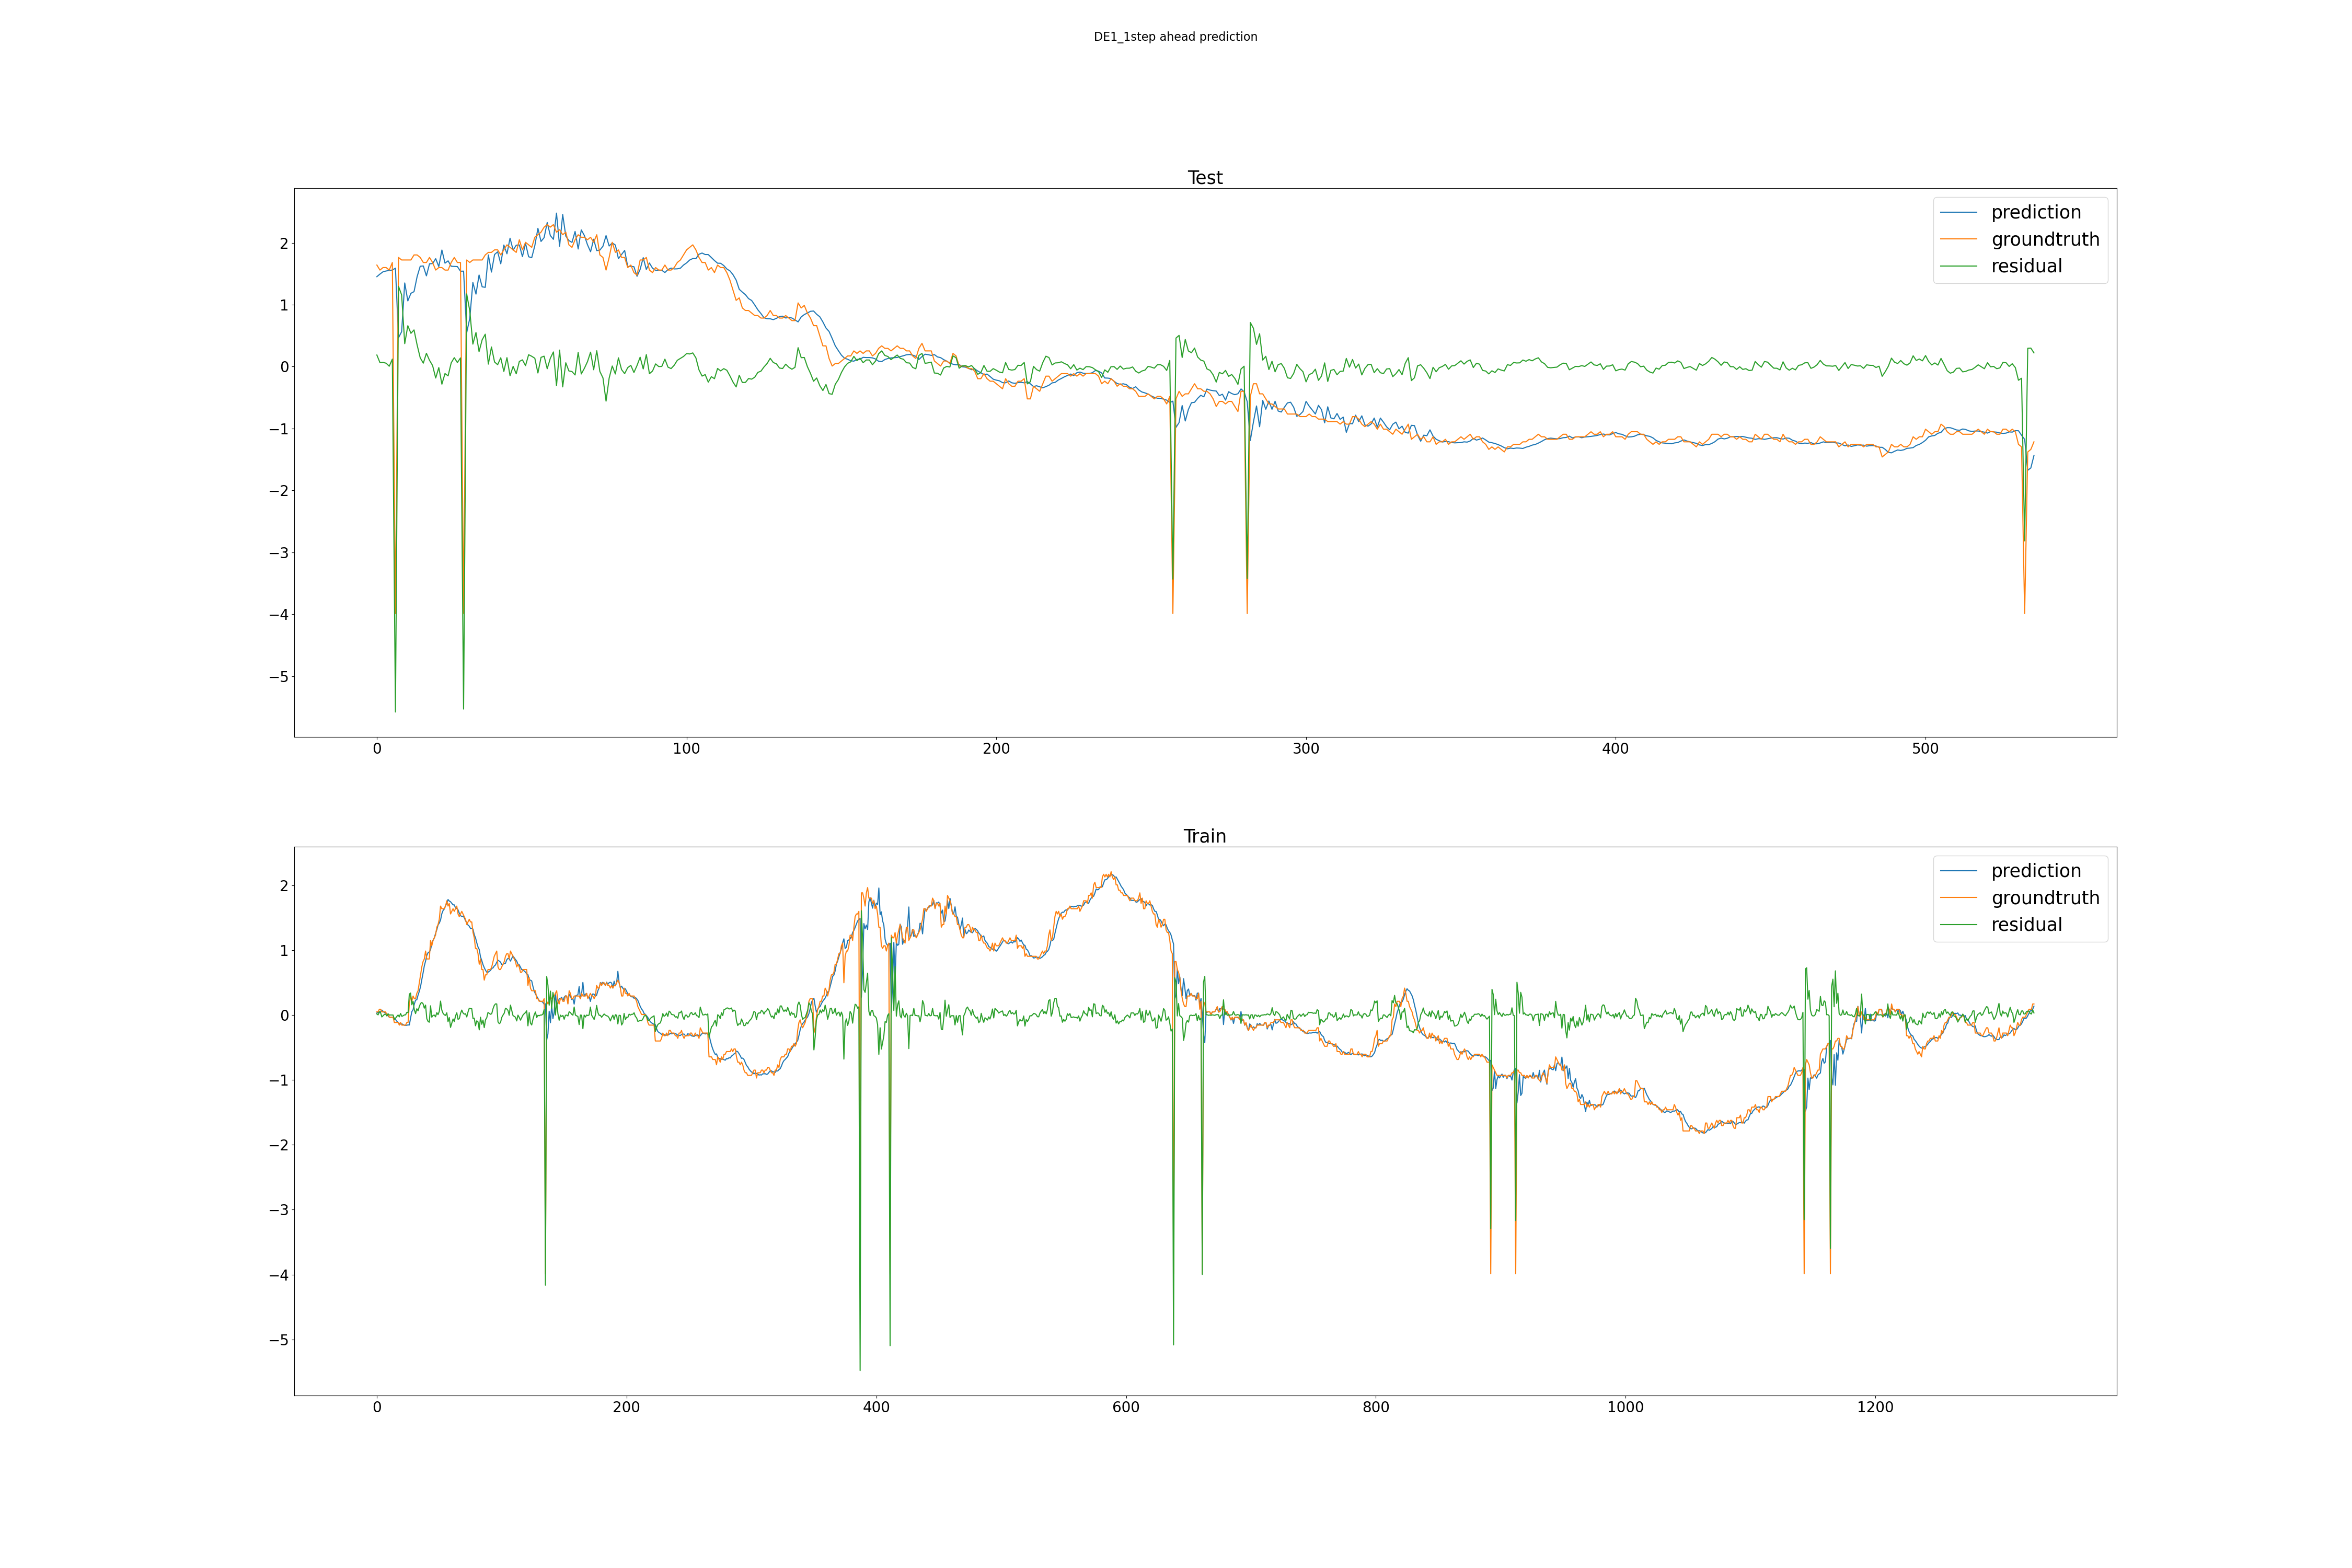 DE1_1step ahead prediction
Test
prediction
groundtruth
residual
2
1
0
−1
−2
−3
−4
−5
0 100 200 300 400 500
Train
prediction
groundtruth
residual
2
1
0
−1
−2
−3
−4
−5
0 200 400 600 800 1000 1200